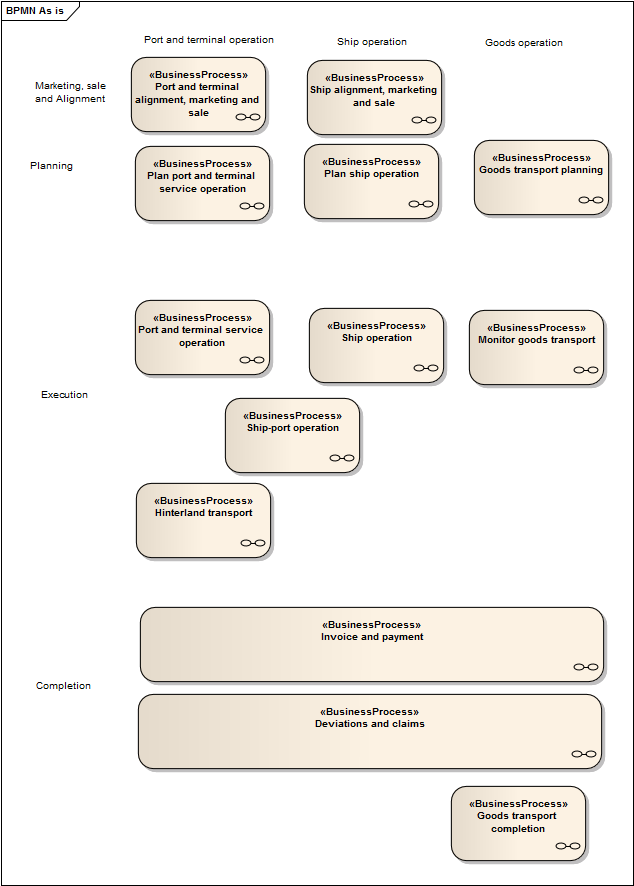 BPMN As is
Port and terminal operation
Ship operation
Goods operation
Marketing, sale
and Alignment
«BusinessProcess»
Port and terminal
alignment, marketing and
sale
«BusinessProcess»
Ship alignment, marketing
and sale
Planning
«BusinessProcess»
Plan port and terminal
service operation
«BusinessProcess»
Plan ship operation
«BusinessProcess»
Goods transport planning
Execution
«BusinessProcess»
Port and terminal service
operation
«BusinessProcess»
Ship operation
«BusinessProcess»
Monitor goods transport
«BusinessProcess»
Ship-port operation
«BusinessProcess»
Hinterland transport
Completion
«BusinessProcess»
Invoice and payment
«BusinessProcess»
Deviations and claims
«BusinessProcess»
Goods transport
completion